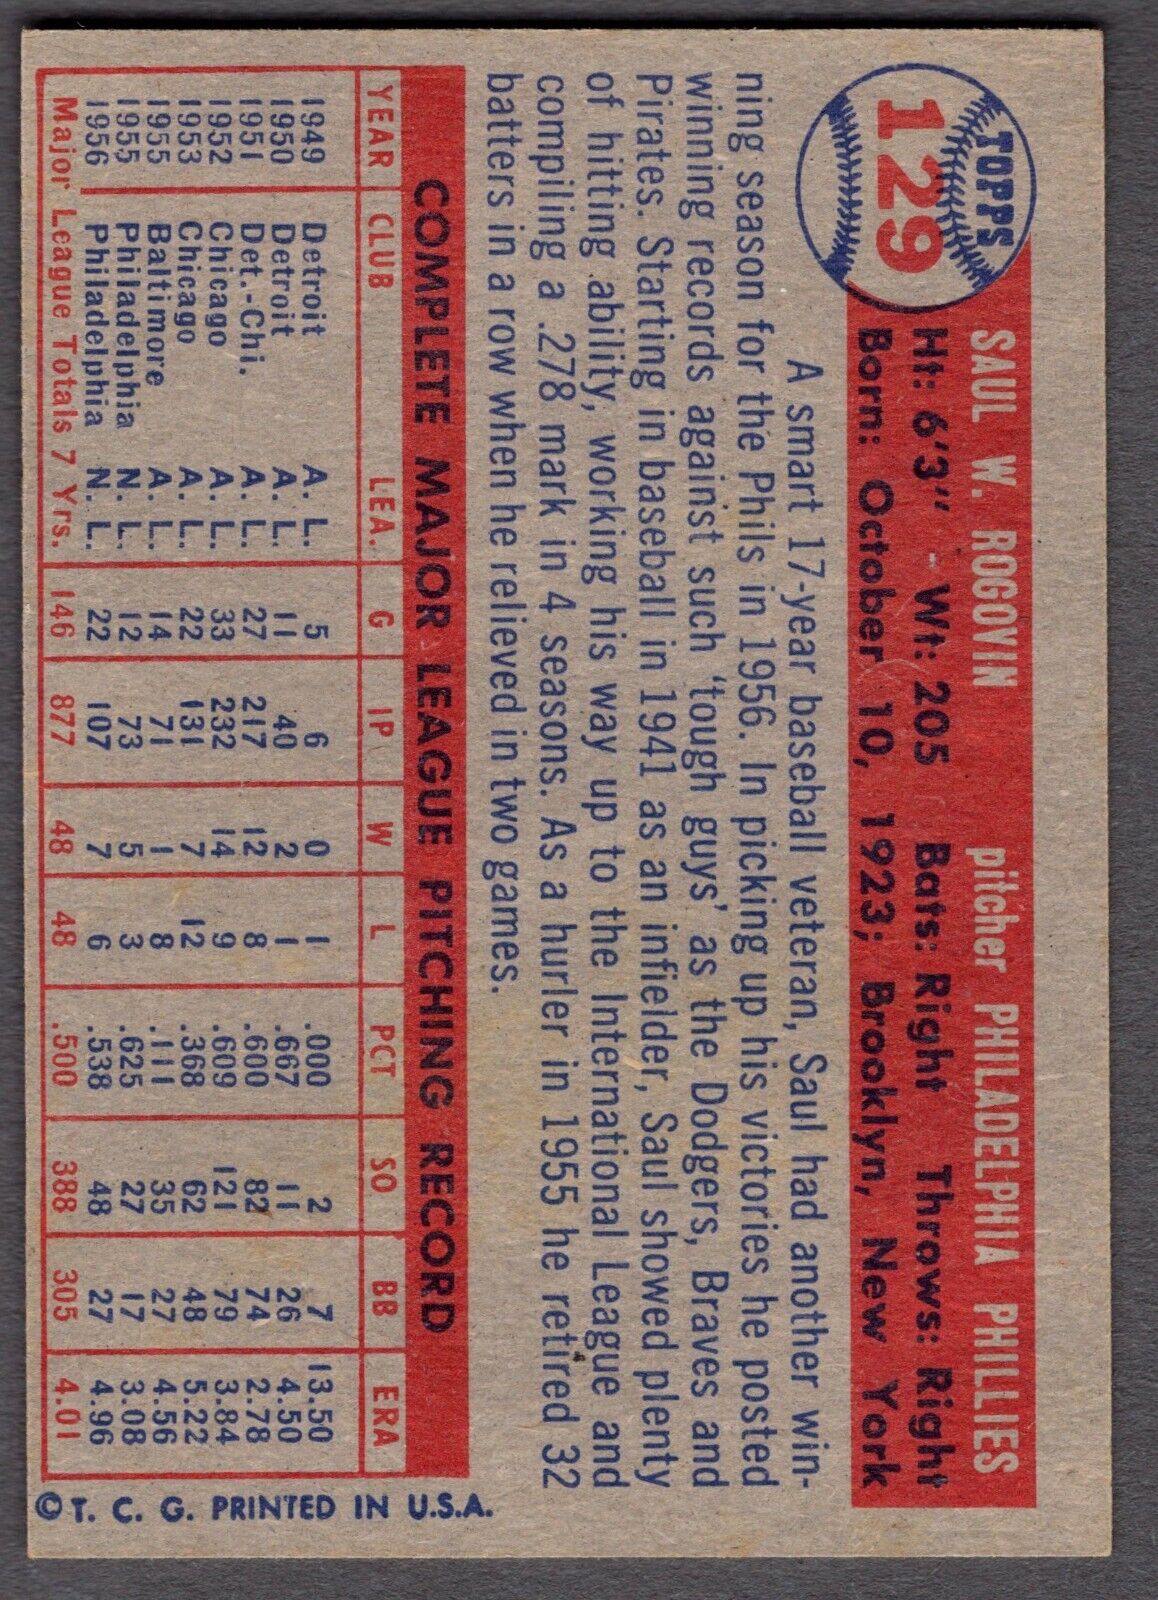 TOPPS
129
SAUL W. ROGOVIN pitcher PHILADELPHIA PHILLIES
Ht: 6'3" - Wt: 205 Bats: Right Throws: Right
Born: October 10, 1923; Brooklyn, New York
A smart 17-year baseball veteran, Saul had another win-
ning season for the Phils in 1956. In picking up his victories he posted
winning records against such 'tough guys' as the Dodgers, Braves and
Pirates. Starting in baseball in 1941 as an infielder, Saul showed plenty
of hitting ability, working his way up to the International League and
compiling a .278 mark in 4 seasons. As a hurler in 1955 he retired 32
batters in a row when he relieved in two games.
COMPLETE MAJOR LEAGUE PITCHING RECORD
YEAR CLUB LEA. G IP W L PCT SO BB ERA
1949 Detroit A. L. 5 6 0 1 .000 2 7 13.50
1950 Detroit A. L. 11 40 2 1 .667 11 26 4.50
1951 Det.-Chi. A. L. 27 217 12 8 .600 82 74 2.78
1952 Chicago A. L. 33 232 14 9 .609 121 79 3.84
1953 Chicago A. L. 22 131 7 12 .368 62 48 5.22
1955 Baltimore A. L. 14 71 1 8 .111 35 27 4.56
1955 Philadelphia N. L. 12 73 5 3 .625 27 17 3.08
1956 Philadelphia N. L. 22 107 7 6 .538 48 27 4.96
Major League Totals 7 Yrs. 146 877 48 48 .500 388 305 4.01
© T. C. G. PRINTED IN U.S.A.